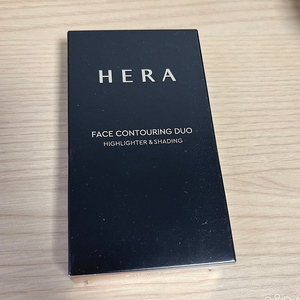 HERA
FACE CONTOURING DUO
HIGHLIGHTER & SHADING